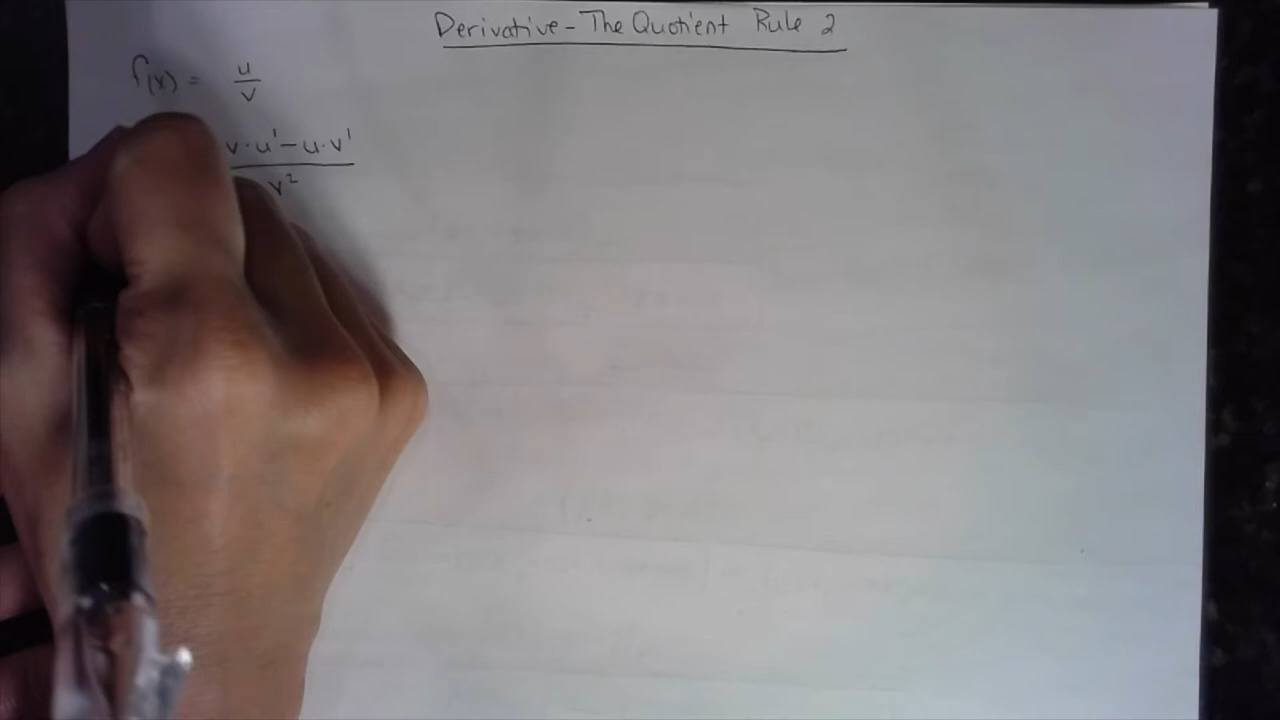 Derivative - The Quotient Rule 2
f(x) = u/v
v·u' - u·v'
v²